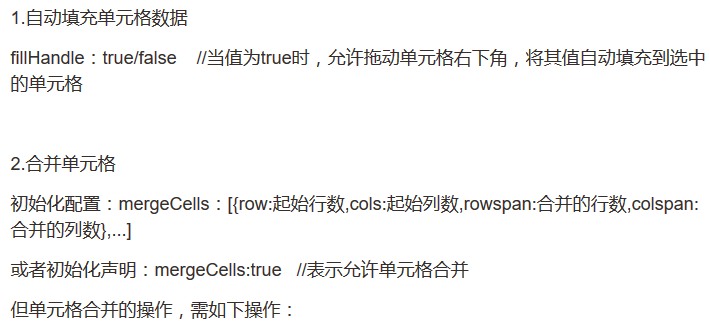 1.自动填充单元格数据
fillHandle：true/false    //当值为true时，允许拖动单元格右下角，将其值自动填充到选中
的单元格
2.合并单元格
初始化配置：mergeCells：[{row:起始行数,cols:起始列数,rowspan:合并的行数,colspan:
合并的列数},...]
或者初始化声明：mergeCells:true   //表示允许单元格合并
但单元格合并的操作，需如下操作：